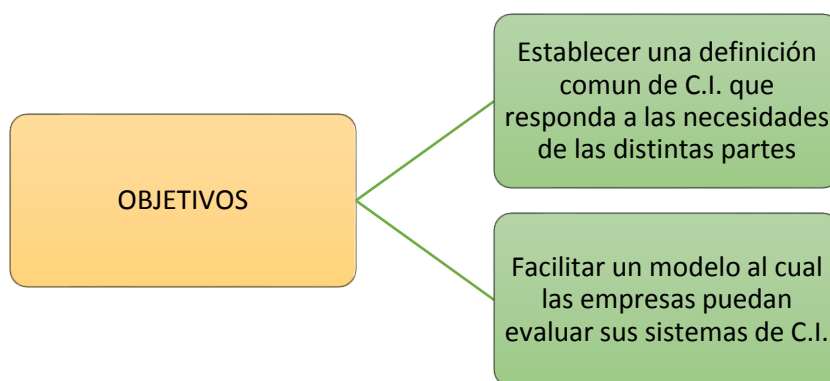 OBJETIVOS
Establecer una definición
comun de C.I. que
responda a las necesidades
de las distintas partes
Facilitar un modelo al cual
las empresas puedan
evaluar sus sistemas de C.I.